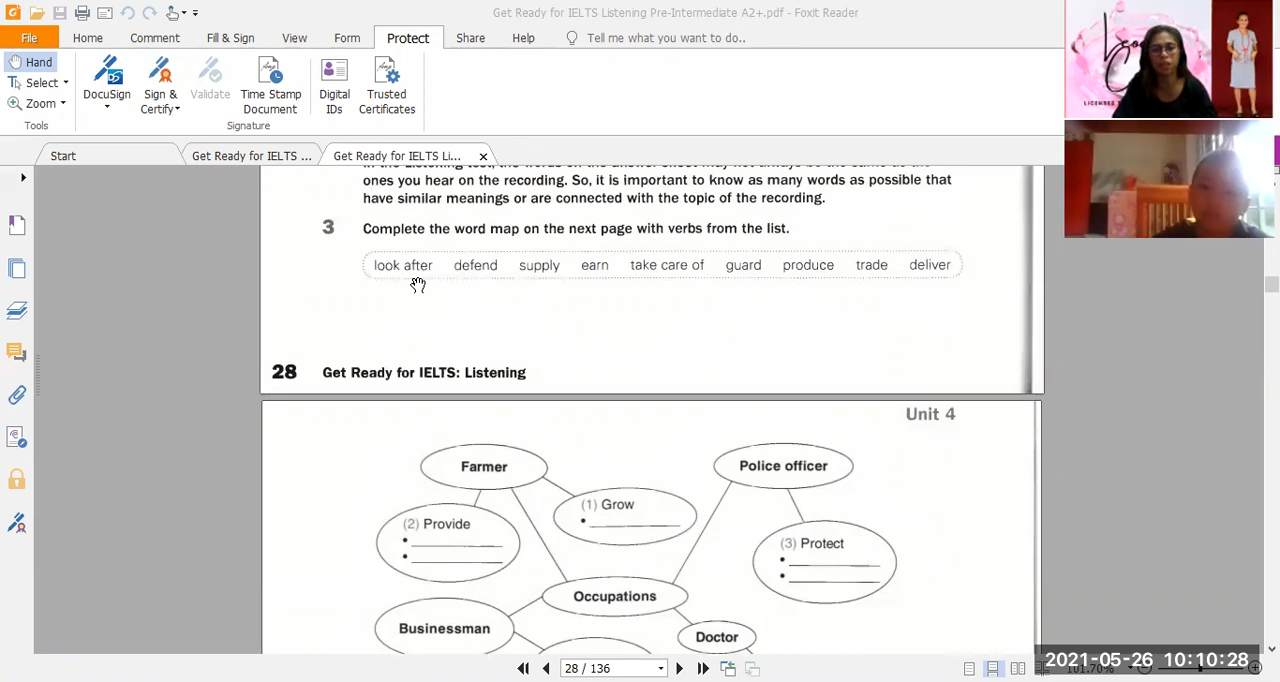 Get Ready for IELTS Listening Pre-Intermediate A2+.pdf - Foxit Reader
File Home Comment Fill & Sign View Form Protect Share Help Tell me what you want to do..
Hand
Select
Zoom
Tools
DocuSign
Sign & Certify
Validate
Time Stamp Document
Digital IDs
Trusted Certificates
Signature
Start Get Ready for IELTS ... Get Ready for IELTS Li...
ones you hear on the recording. So, it is important to know as many words as possible that
have similar meanings or are connected with the topic of the recording.
3 Complete the word map on the next page with verbs from the list.
look after defend supply earn take care of guard produce trade deliver
28 Get Ready for IELTS: Listening
Unit 4
Farmer
Police officer
(1) Grow
(2) Provide
(3) Protect
Occupations
Businessman
Doctor
28 / 136
2021-05-26 10:10:28